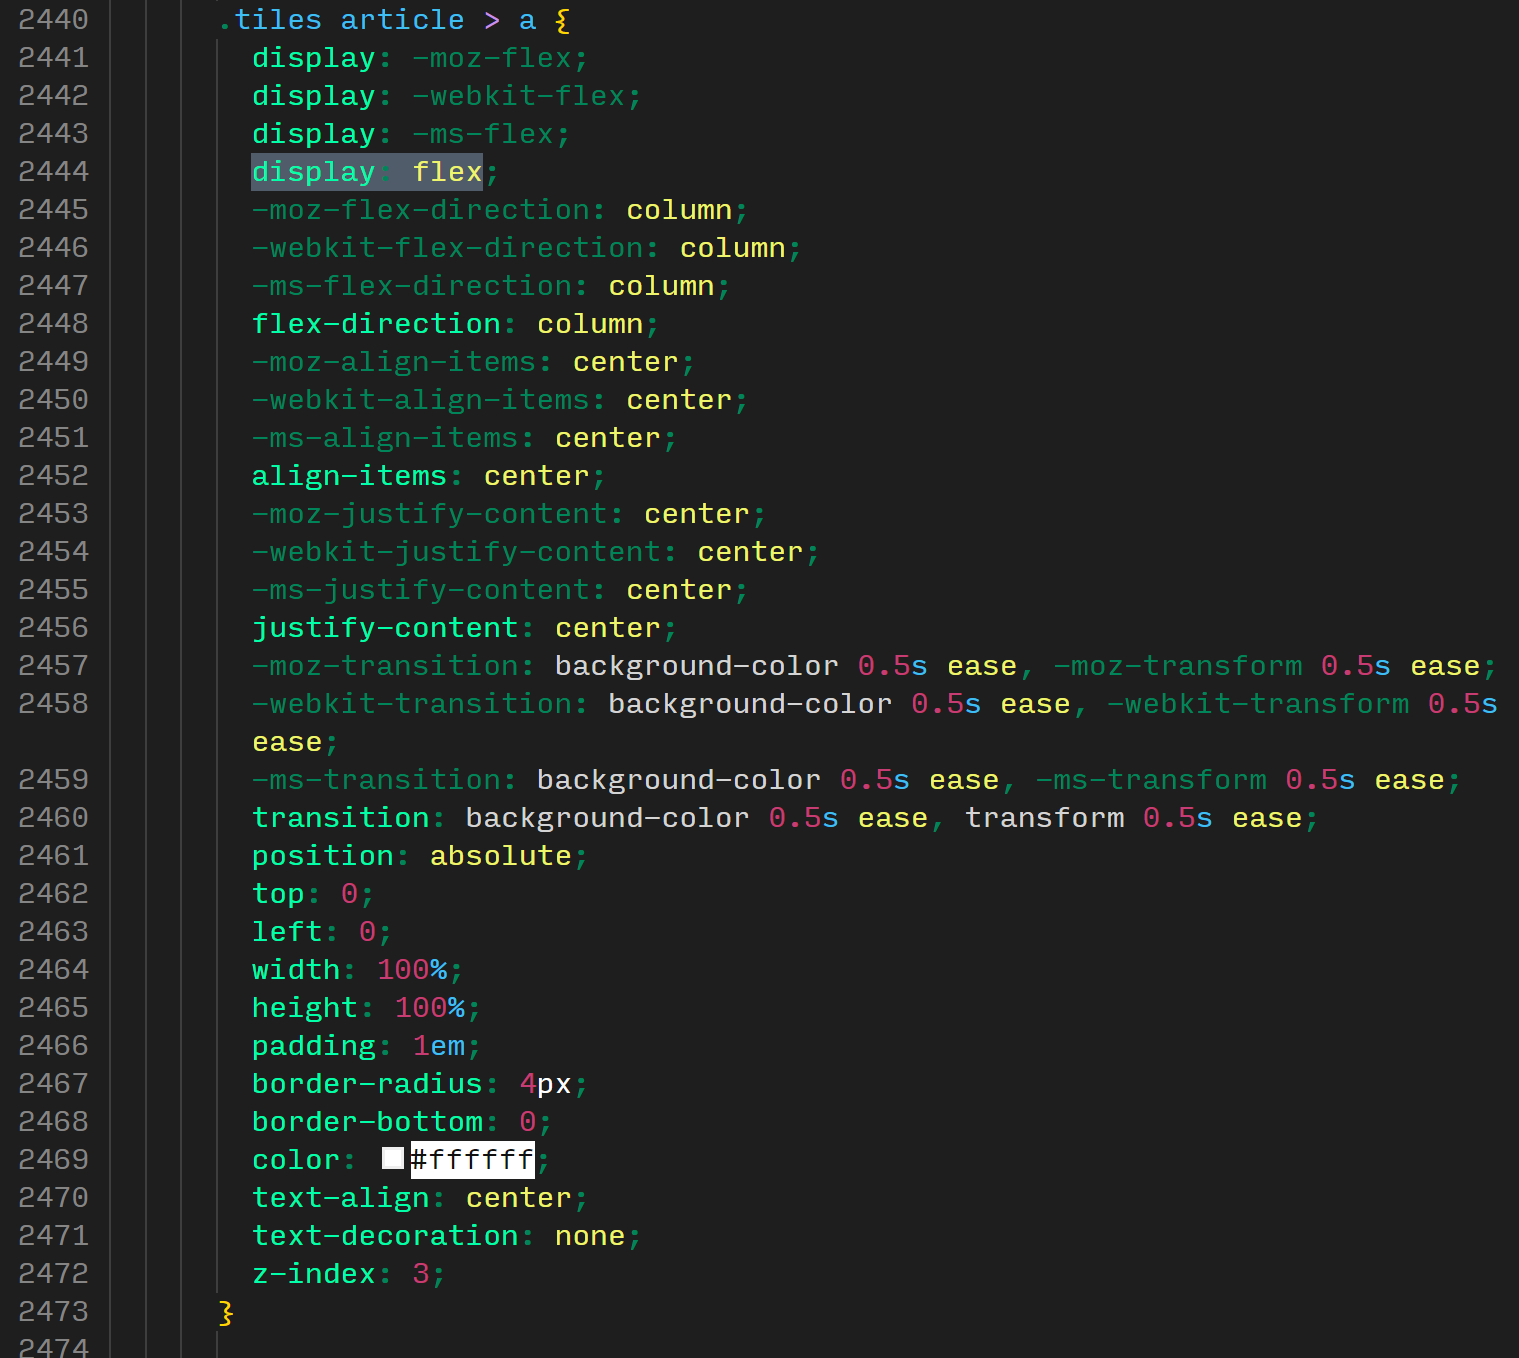 2440 .tiles article > a {
2441 display: -moz-flex;
2442 display: -webkit-flex;
2443 display: -ms-flex;
2444 display: flex;
2445 -moz-flex-direction: column;
2446 -webkit-flex-direction: column;
2447 -ms-flex-direction: column;
2448 flex-direction: column;
2449 -moz-align-items: center;
2450 -webkit-align-items: center;
2451 -ms-align-items: center;
2452 align-items: center;
2453 -moz-justify-content: center;
2454 -webkit-justify-content: center;
2455 -ms-justify-content: center;
2456 justify-content: center;
2457 -moz-transition: background-color 0.5s ease, -moz-transform 0.5s ease;
2458 -webkit-transition: background-color 0.5s ease, -webkit-transform 0.5s
ease;
2459 -ms-transition: background-color 0.5s ease, -ms-transform 0.5s ease;
2460 transition: background-color 0.5s ease, transform 0.5s ease;
2461 position: absolute;
2462 top: 0;
2463 left: 0;
2464 width: 100%;
2465 height: 100%;
2466 padding: 1em;
2467 border-radius: 4px;
2468 border-bottom: 0;
2469 color: #ffffff;
2470 text-align: center;
2471 text-decoration: none;
2472 z-index: 3;
2473 }
2474